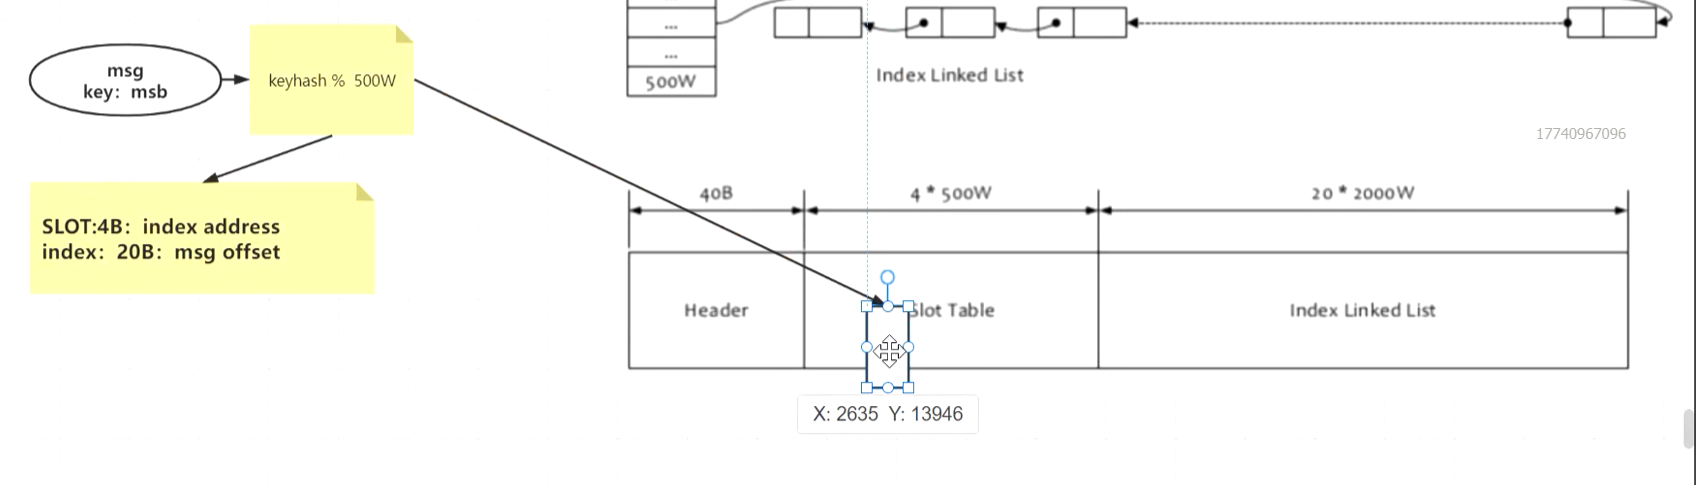 ...
...
500W
Index Linked List
msg
key: msb
keyhash % 500W
17740967096
40B
4 * 500W
20 * 2000W
SLOT:4B: index address
index: 20B: msg offset
Header
Slot Table
Index Linked List
X: 2635 Y: 13946